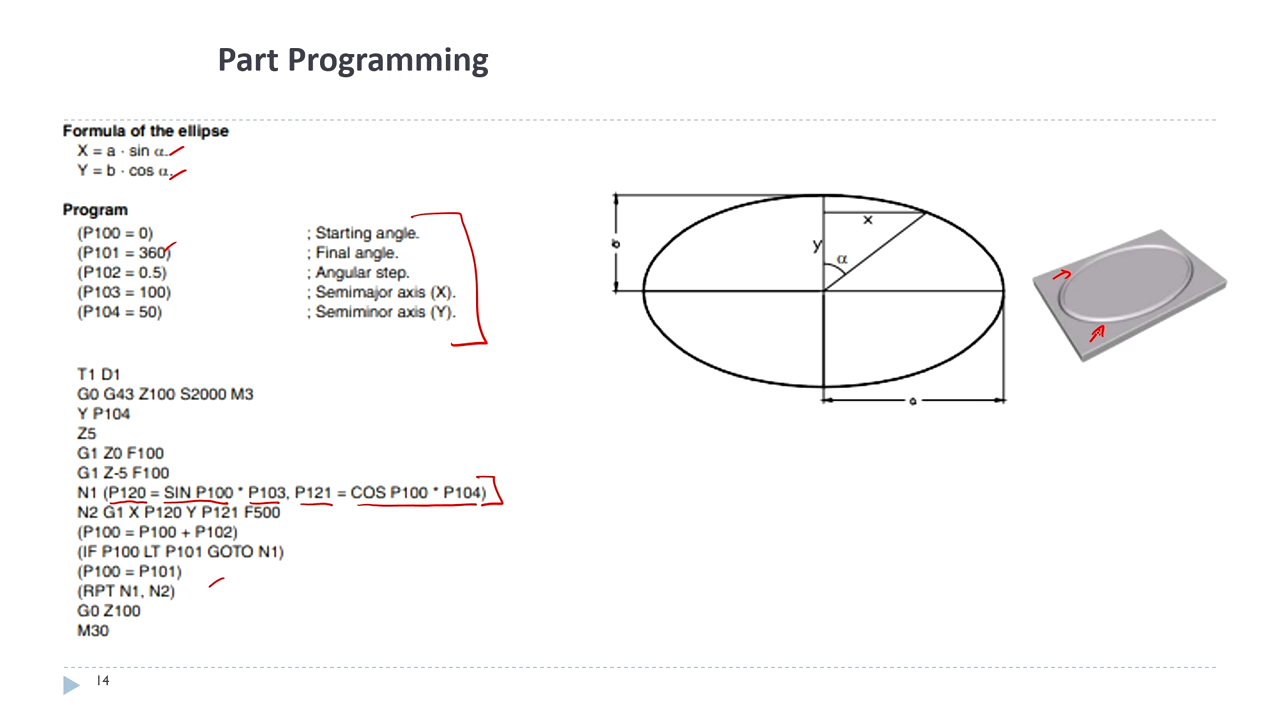 Part Programming
Formula of the ellipse
X = a · sin α.
Y = b · cos α.
Program
(P100 = 0) ; Starting angle.
(P101 = 360) ; Final angle.
(P102 = 0.5) ; Angular step.
(P103 = 100) ; Semimajor axis (X).
(P104 = 50) ; Semiminor axis (Y).
T1 D1
G0 G43 Z100 S2000 M3
Y P104
Z5
G1 Z0 F100
G1 Z-5 F100
N1 (P120 = SIN P100 * P103, P121 = COS P100 * P104)
N2 G1 X P120 Y P121 F500
(P100 = P100 + P102)
(IF P100 LT P101 GOTO N1)
(P100 = P101)
(RPT N1, N2)
G0 Z100
M30
x
y
α
b
a
14